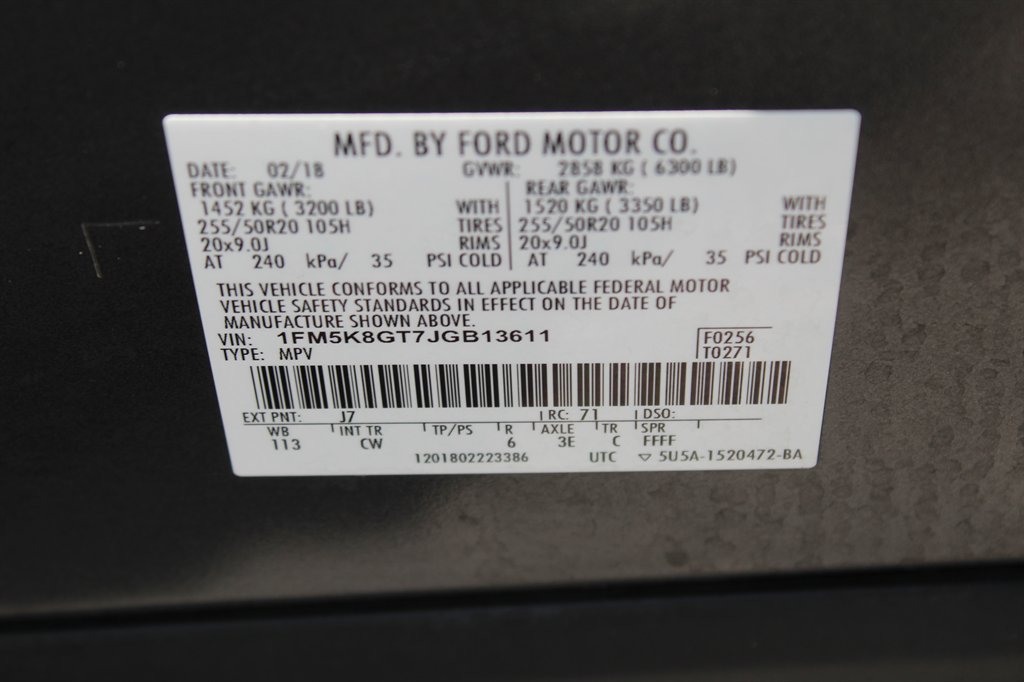 MFD. BY FORD MOTOR CO.
DATE: 02/18 GVWR: 2858 KG ( 6300 LB)
FRONT GAWR: REAR GAWR:
1452 KG ( 3200 LB) WITH 1520 KG ( 3350 LB) WITH
255/50R20 105H TIRES 255/50R20 105H TIRES
20x9.0J RIMS 20x9.0J RIMS
AT 240 kPa/ 35 PSI COLD AT 240 kPa/ 35 PSI COLD
THIS VEHICLE CONFORMS TO ALL APPLICABLE FEDERAL MOTOR
VEHICLE SAFETY STANDARDS IN EFFECT ON THE DATE OF
MANUFACTURE SHOWN ABOVE.
VIN: 1FM5K8GT7JGB13611 F0256
TYPE: MPV T0271
EXT PNT: J7 RC: 71 DSO:
WB INT TR TP/PS R AXLE TR SPR
113 CW 6 3E C FFFF
1201802223386 UTC ▽ 5U5A-1520472-BA